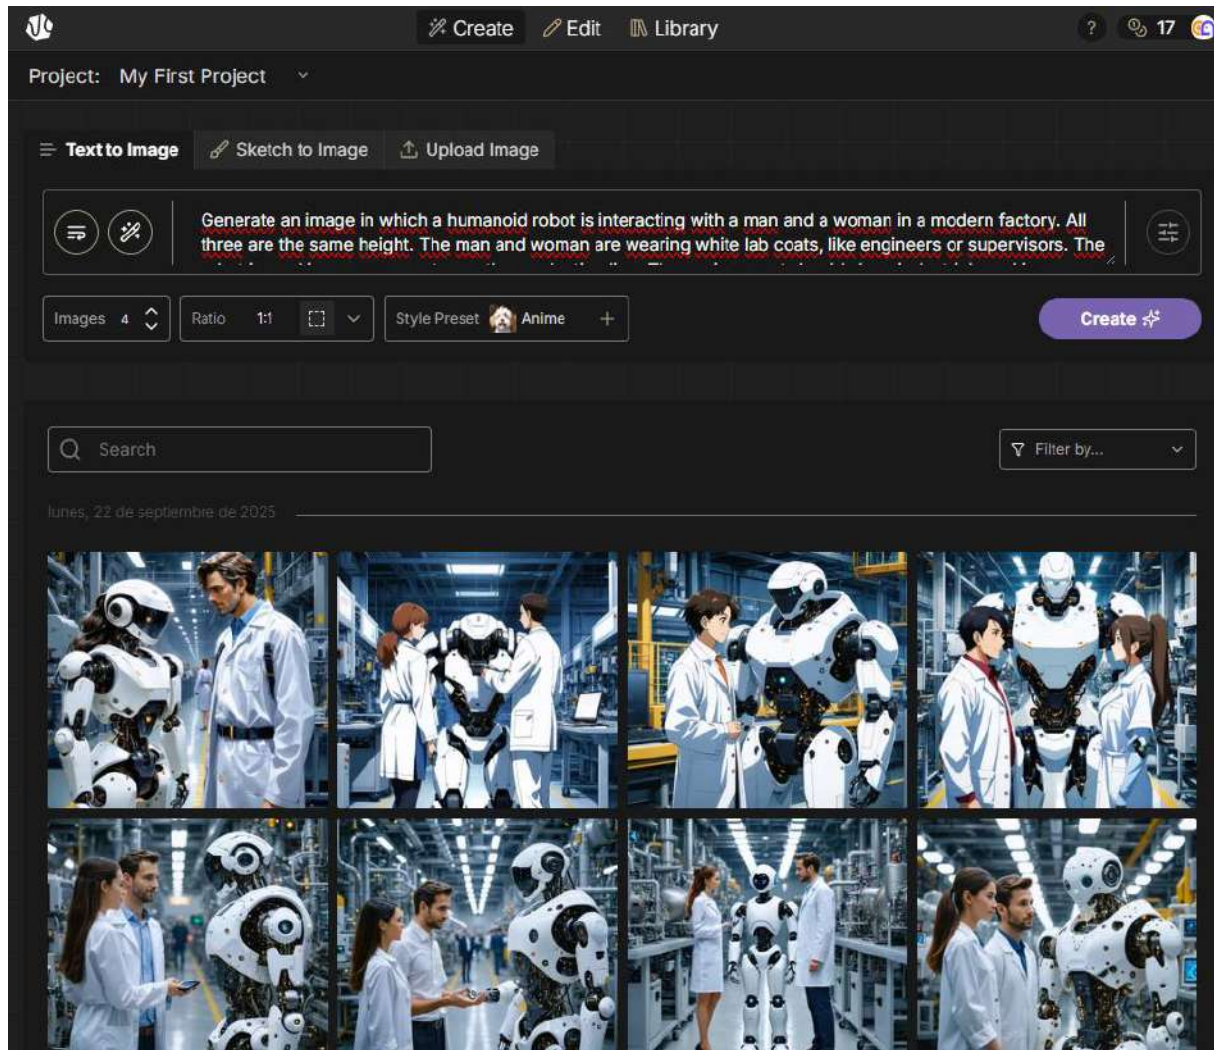 Create Edit Library ? 17
Project: My First Project
Text to Image Sketch to Image Upload Image
Generate an image in which a humanoid robot is interacting with a man and a woman in a modern factory. All
three are the same height. The man and woman are wearing white lab coats, like engineers or supervisors. The
Images 4 Ratio 1:1 Style Preset Anime
Create
Search
Filter by...
lunes, 22 de septiembre de 2025